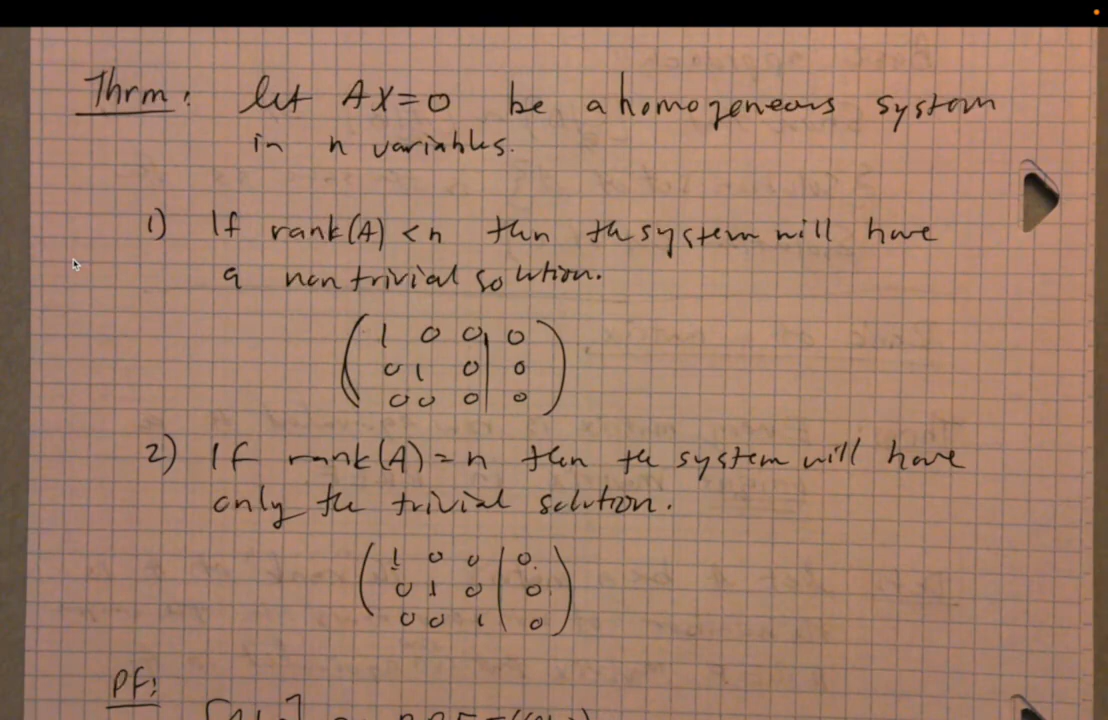 Thrm: let AX=0 be a homogeneous system
in n variables.
1) If rank(A) <n then the system will have
a nontrivial solution.
( 1 0 0 | 0 )
( 0 1 0 | 0 )
( 0 0 0 | 0 )
2) If rank(A) = n then the system will have
only the trivial solution.
( 1 0 0 | 0 )
( 0 1 0 | 0 )
( 0 0 1 | 0 )
PF: